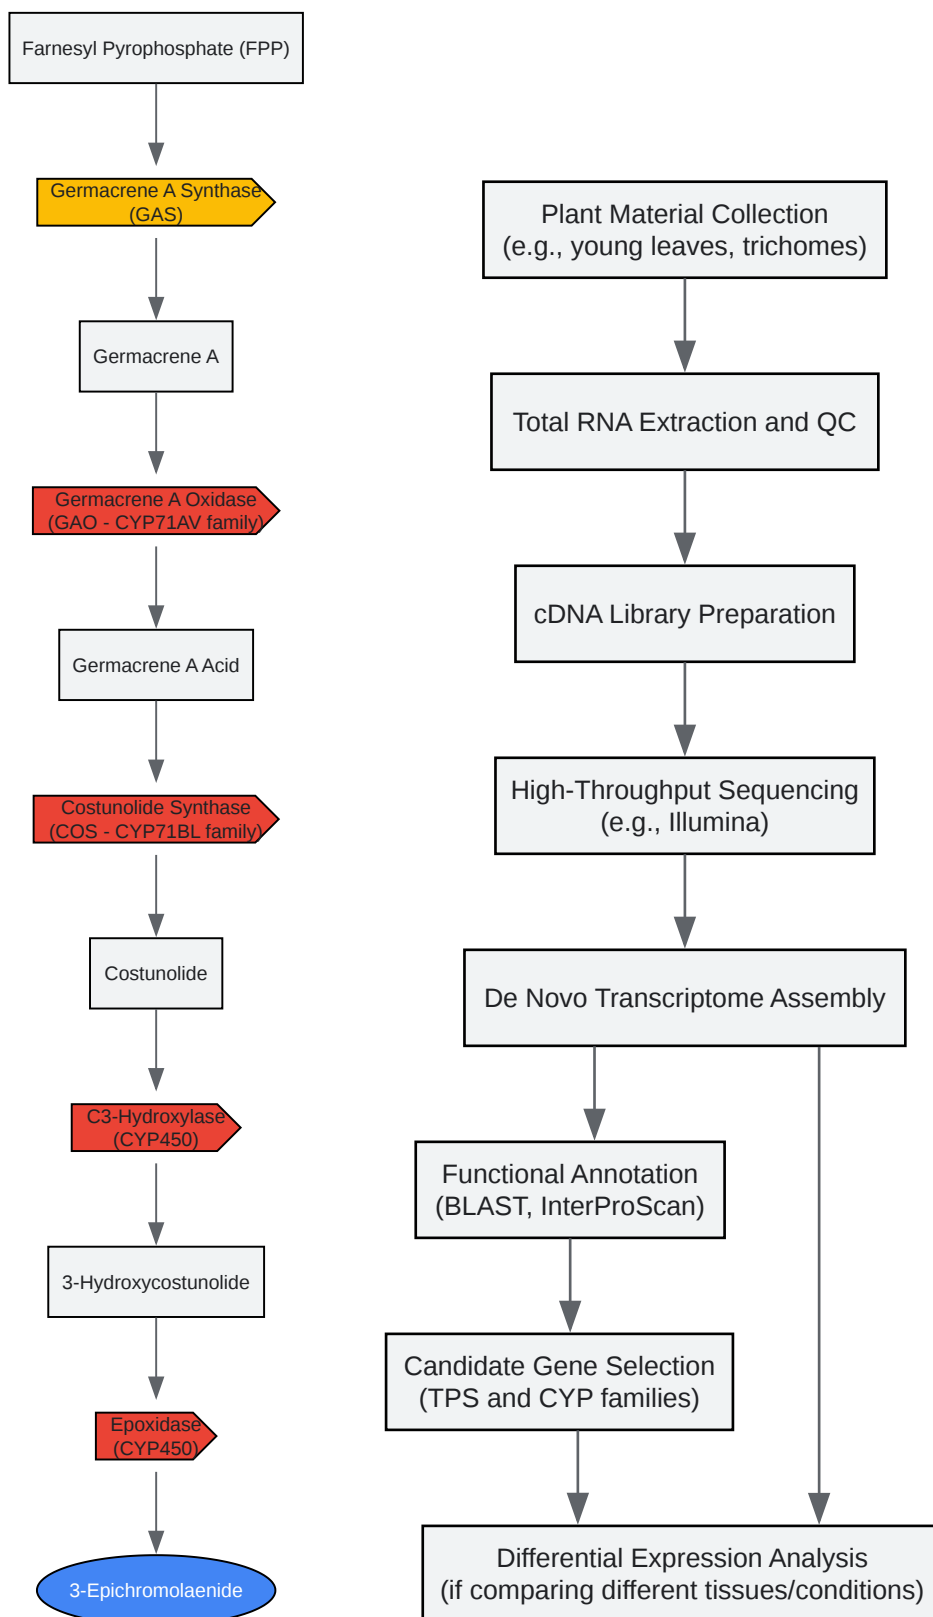 Farnesyl Pyrophosphate (FPP)
Germacrene A Synthase
(GAS)
Germacrene A
Germacrene A Oxidase
(GAO - CYP71AV family)
Germacrene A Acid
Costunolide Synthase
(COS - CYP71BL family)
Costunolide
C3-Hydroxylase
(CYP450)
3-Hydroxycostunolide
Epoxidase
(CYP450)
3-Epichromolaenide
Plant Material Collection
(e.g., young leaves, trichomes)
Total RNA Extraction and QC
cDNA Library Preparation
High-Throughput Sequencing
(e.g., Illumina)
De Novo Transcriptome Assembly
Functional Annotation
(BLAST, InterProScan)
Candidate Gene Selection
(TPS and CYP families)
Differential Expression Analysis
(if comparing different tissues/conditions)